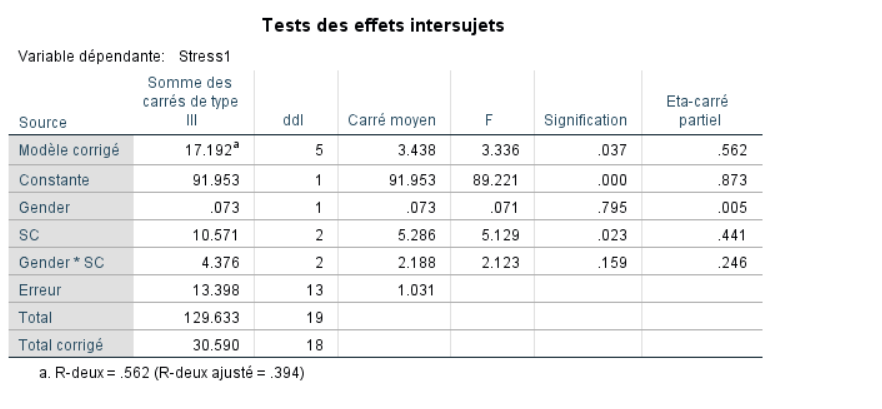 Tests des effets intersujets
Variable dépendante: Stress1
Source Somme des carrés de type III ddl Carré moyen F Signification Eta-carré partiel
Modèle corrigé 17.192a 5 3.438 3.336 .037 .562
Constante 91.953 1 91.953 89.221 .000 .873
Gender .073 1 .073 .071 .795 .005
SC 10.571 2 5.286 5.129 .023 .441
Gender * SC 4.376 2 2.188 2.123 .159 .246
Erreur 13.398 13 1.031
Total 129.633 19
Total corrigé 30.590 18
a. R-deux = .562 (R-deux ajusté = .394)